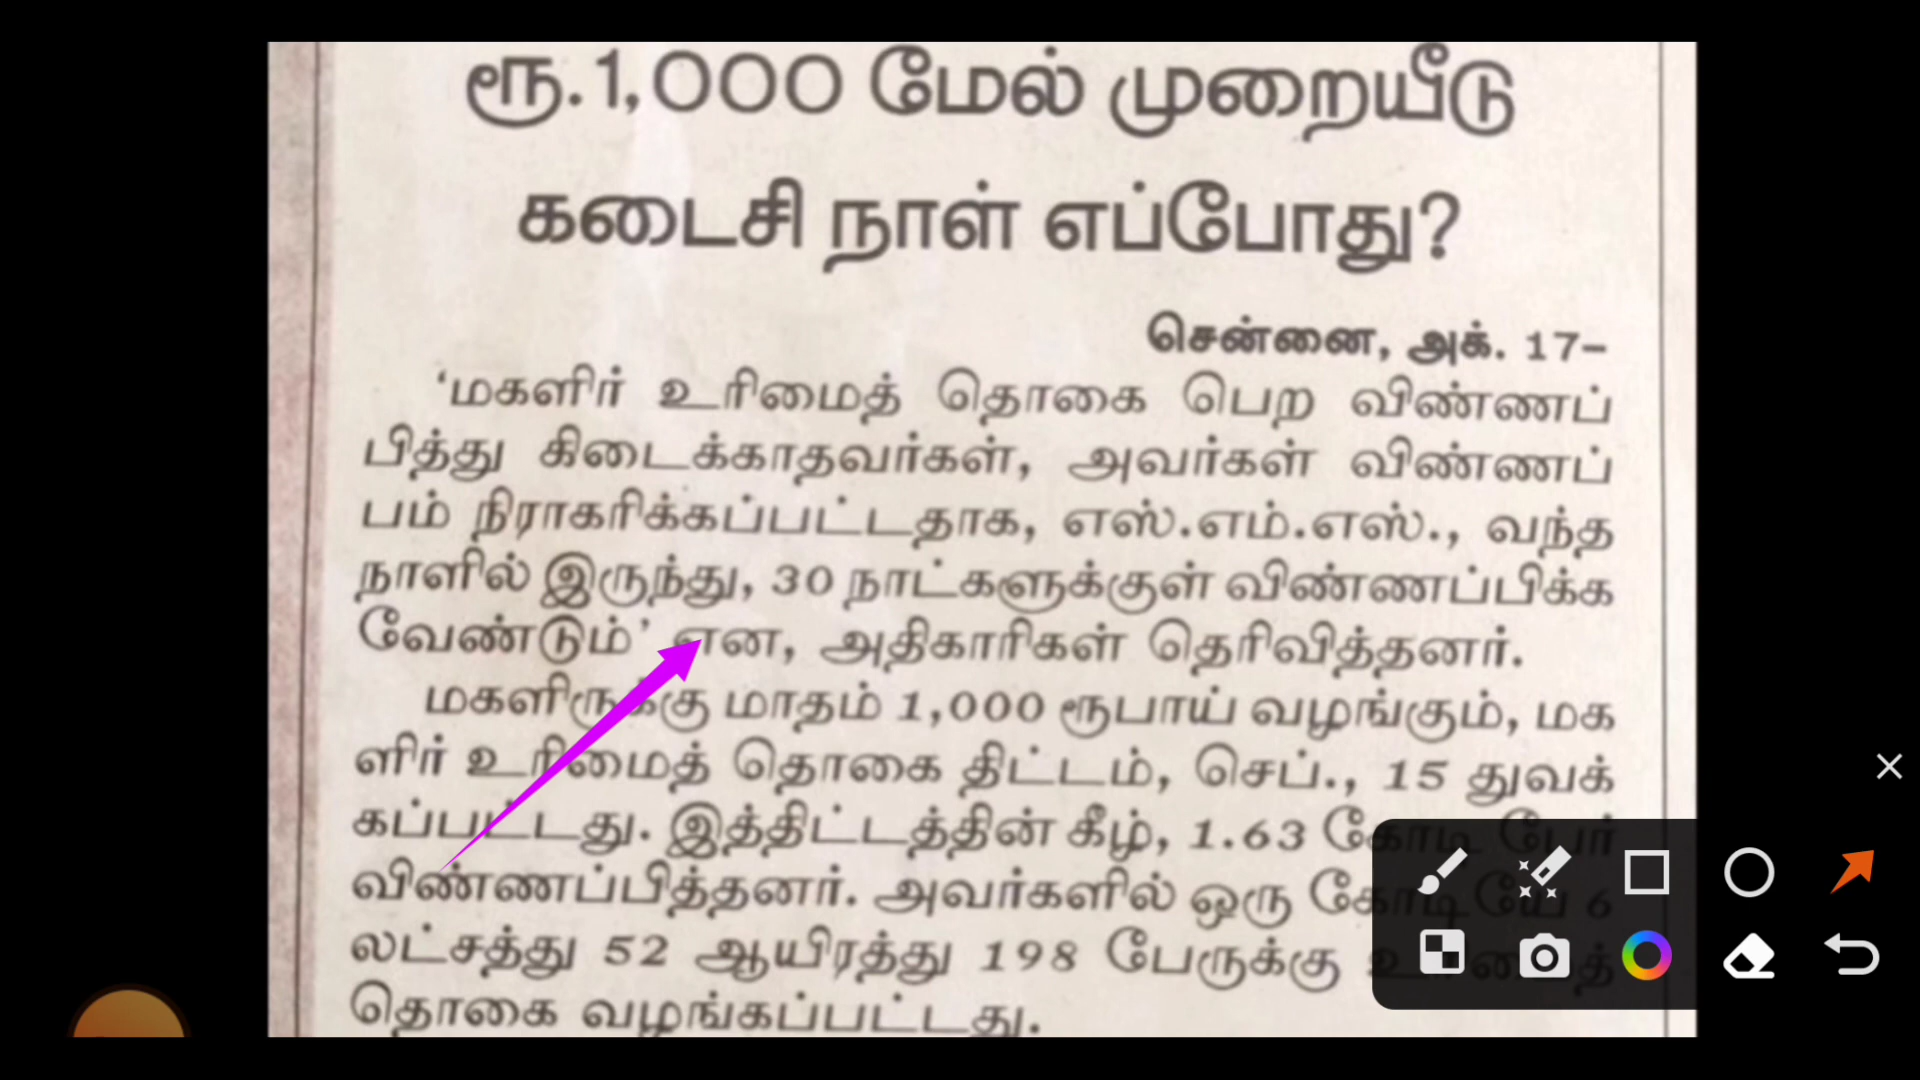 ரூ.1,000 மேல் முறையீடு
கடைசி நாள் எப்போது?
சென்னை, அக். 17–
‘மகளிர் உரிமைத் தொகை பெற விண்ணப்
பித்து கிடைக்காதவர்கள், அவர்கள் விண்ணப்
பம் நிராகரிக்கப்பட்டதாக, எஸ்.எம்.எஸ்., வந்த
நாளில் இருந்து, 30 நாட்களுக்குள் விண்ணப்பிக்க
வேண்டும்’ என, அதிகாரிகள் தெரிவித்தனர்.
மகளிருக்கு மாதம் 1,000 ரூபாய் வழங்கும், மக
ளிர் உரிமைத் தொகை திட்டம், செப்., 15 துவக்
கப்பட்டது. இத்திட்டத்தின் கீழ், 1.63 கோடி பேர்
விண்ணப்பித்தனர். அவர்களில் ஒரு கோடியே 6
லட்சத்து 52 ஆயிரத்து 198 பேருக்கு
தொகை வழங்கப்பட்டது.